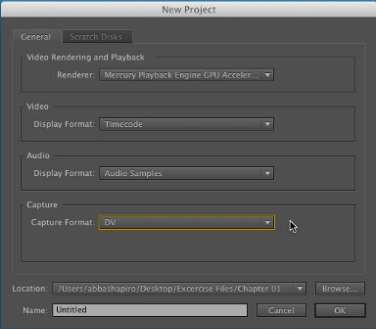 New Project
General Scratch Disks
Video Rendering and Playback
Renderer: Mercury Playback Engine GPU Acceler...
Video
Display Format: Timecode
Audio
Display Format: Audio Samples
Capture
Capture Format: DV
Location: /Users/abbashapiro/Desktop/Excercise Files/Chapter 01 Browse...
Name: Untitled Cancel OK